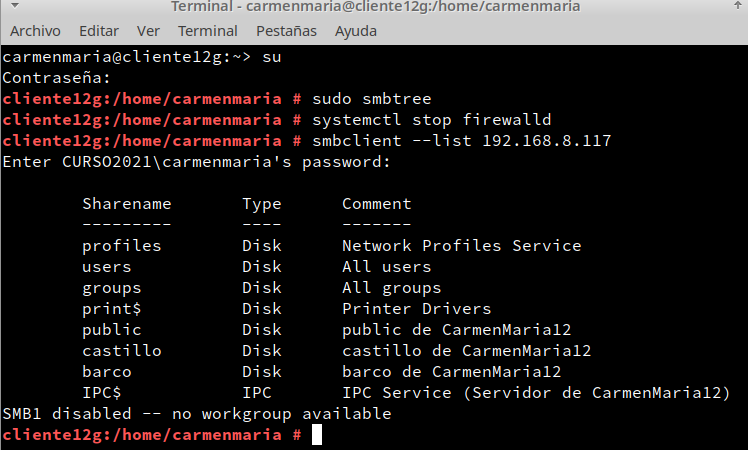 Terminal - carmenmaria@cliente12g:/home/carmenmaria
Archivo Editar Ver Terminal Pestañas Ayuda
carmenmaria@cliente12g:~> su
Contraseña:
cliente12g:/home/carmenmaria # sudo smbtree
cliente12g:/home/carmenmaria # systemctl stop firewalld
cliente12g:/home/carmenmaria # smbclient --list 192.168.8.117
Enter CURSO2021\carmenmaria's password:
Sharename Type Comment
--------- ---- -------
profiles Disk Network Profiles Service
users Disk All users
groups Disk All groups
print$ Disk Printer Drivers
public Disk public de CarmenMaria12
castillo Disk castillo de CarmenMaria12
barco Disk barco de CarmenMaria12
IPC$ IPC IPC Service (Servidor de CarmenMaria12)
SMB1 disabled -- no workgroup available
cliente12g:/home/carmenmaria #